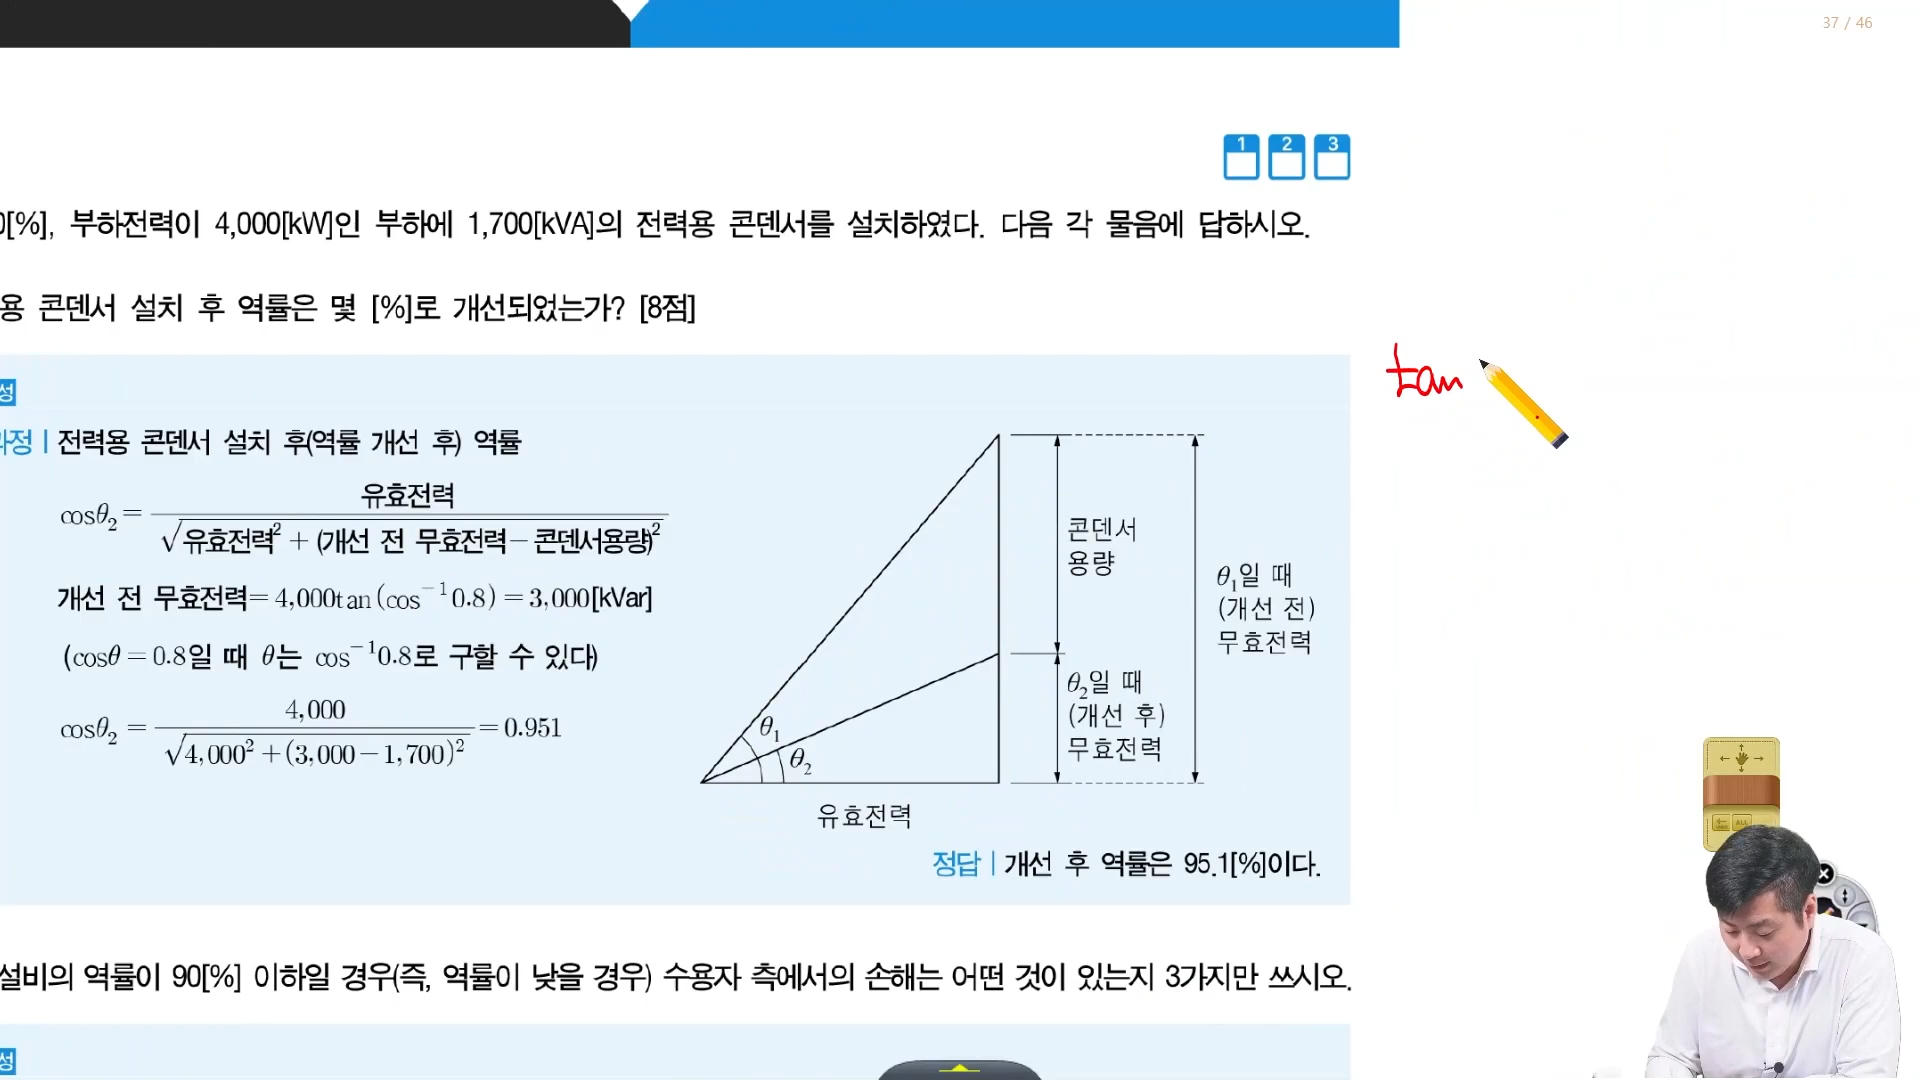 37 / 46
1 2 3
0[%], 부하전력이 4,000[kW]인 부하에 1,700[kVA]의 전력용 콘덴서를 설치하였다. 다음 각 물음에 답하시오.
용 콘덴서 설치 후 역률은 몇 [%]로 개선되었는가? [8점]
tan
성
과정 | 전력용 콘덴서 설치 후(역률 개선 후) 역률
cosθ₂ = 유효전력 / √(유효전력² + (개선 전 무효전력 − 콘덴서용량)²)
개선 전 무효전력 = 4,000tan(cos⁻¹0.8) = 3,000[kVar]
(cosθ = 0.8일 때 θ는 cos⁻¹0.8로 구할 수 있다)
cosθ₂ = 4,000 / √(4,000² + (3,000 − 1,700)²) = 0.951
콘덴서
용량
θ₁일 때
(개선 전)
무효전력
θ₂일 때
(개선 후)
무효전력
θ₁
θ₂
유효전력
정답 | 개선 후 역률은 95.1[%]이다.
설비의 역률이 90[%] 이하일 경우(즉, 역률이 낮을 경우) 수용자 측에서의 손해는 어떤 것이 있는지 3가지만 쓰시오.
성
ALL